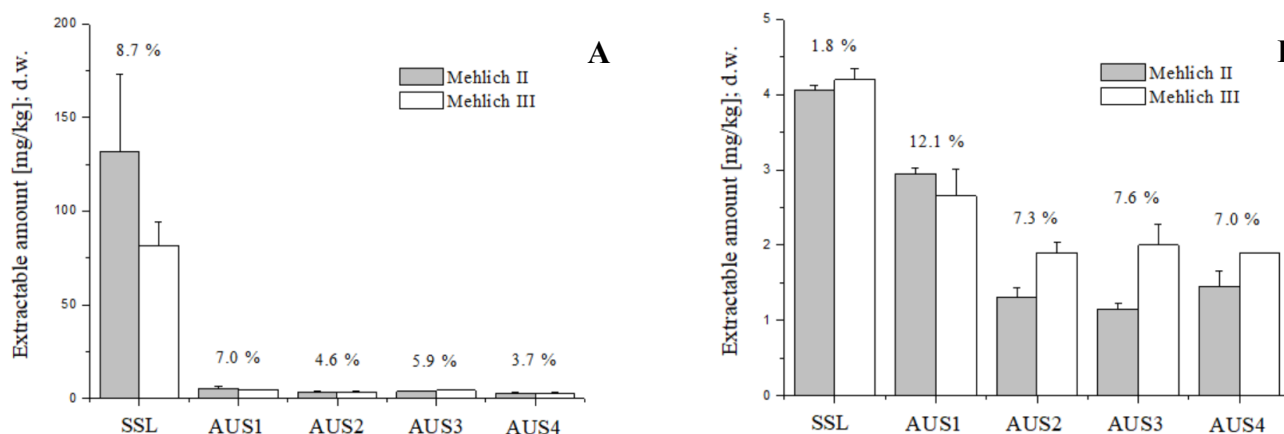 A
Extractable amount [mg/kg]; d.w.
200
150
100
50
0
8.7 %
7.0 %
4.6 %
5.9 %
3.7 %
Mehlich II
Mehlich III
SSL AUS1 AUS2 AUS3 AUS4
Extractable amount [mg/kg]; d.w.
5
4
3
2
1
0
1.8 %
12.1 %
7.3 %
7.6 %
7.0 %
Mehlich II
Mehlich III
SSL AUS1 AUS2 AUS3 AUS4